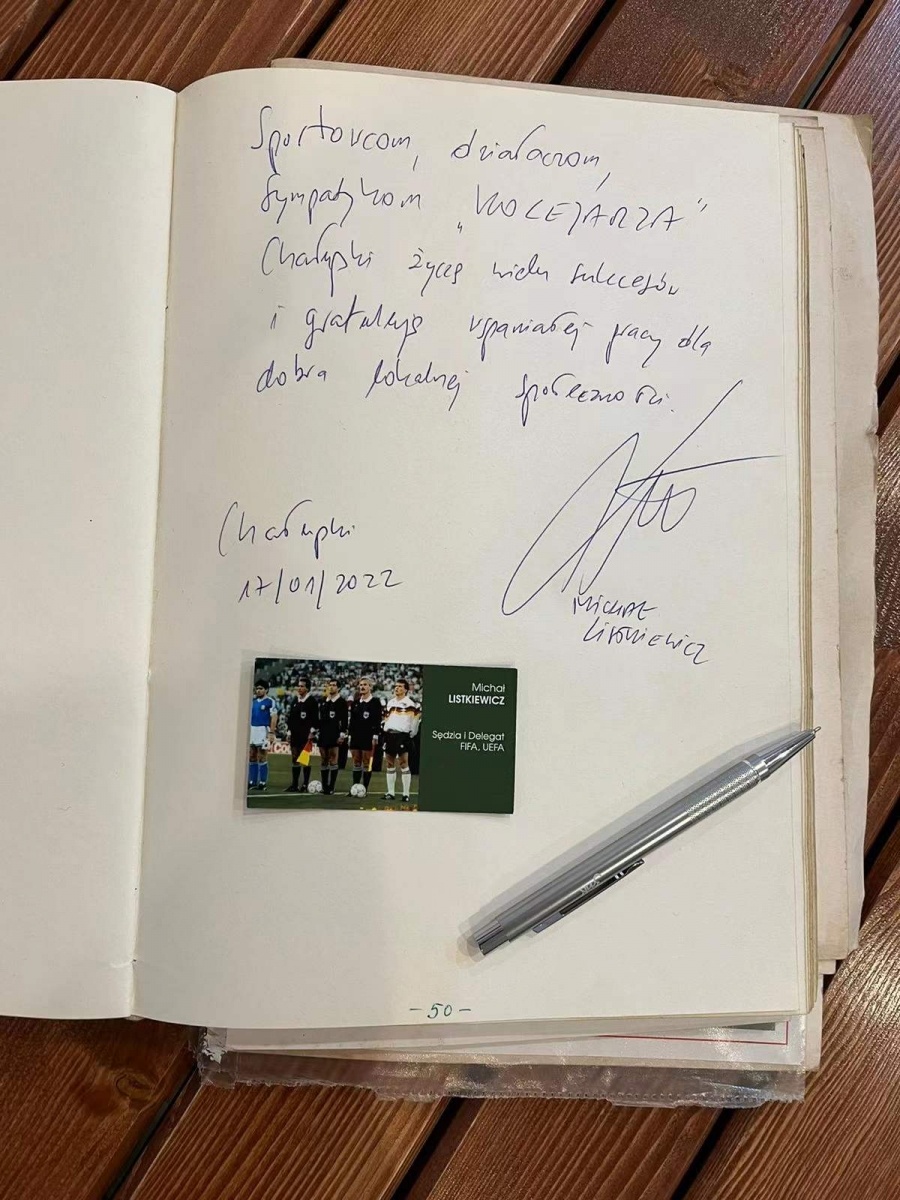 Sportowcom, działaczom,
sympatykom „KOLEJARZA"
Chałupki życzę wielu sukcesów
i gratuluję wspaniałej pracy dla
dobra lokalnej społeczności.
Chałupki
17/01/2022
MICHAŁ
LISTKIEWICZ
Michał
LISTKIEWICZ
Sędzia i Delegat
FIFA, UEFA
- 50 -